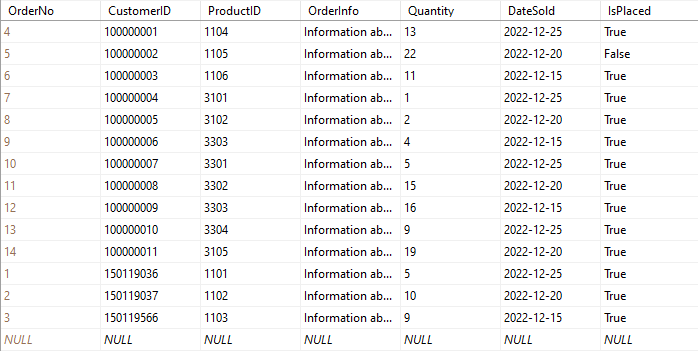 OrderNo CustomerID ProductID OrderInfo Quantity DateSold IsPlaced
4 100000001 1104 Information ab... 13 2022-12-25 True
5 100000002 1105 Information ab... 22 2022-12-20 False
6 100000003 1106 Information ab... 11 2022-12-15 True
7 100000004 3101 Information ab... 1 2022-12-25 True
8 100000005 3102 Information ab... 2 2022-12-20 True
9 100000006 3303 Information ab... 4 2022-12-15 True
10 100000007 3301 Information ab... 5 2022-12-25 True
11 100000008 3302 Information ab... 15 2022-12-20 True
12 100000009 3303 Information ab... 16 2022-12-15 True
13 100000010 3304 Information ab... 9 2022-12-25 True
14 100000011 3105 Information ab... 19 2022-12-20 True
1 150119036 1101 Information ab... 5 2022-12-25 True
2 150119037 1102 Information ab... 10 2022-12-20 True
3 150119566 1103 Information ab... 9 2022-12-15 True
NULL NULL NULL NULL NULL NULL NULL